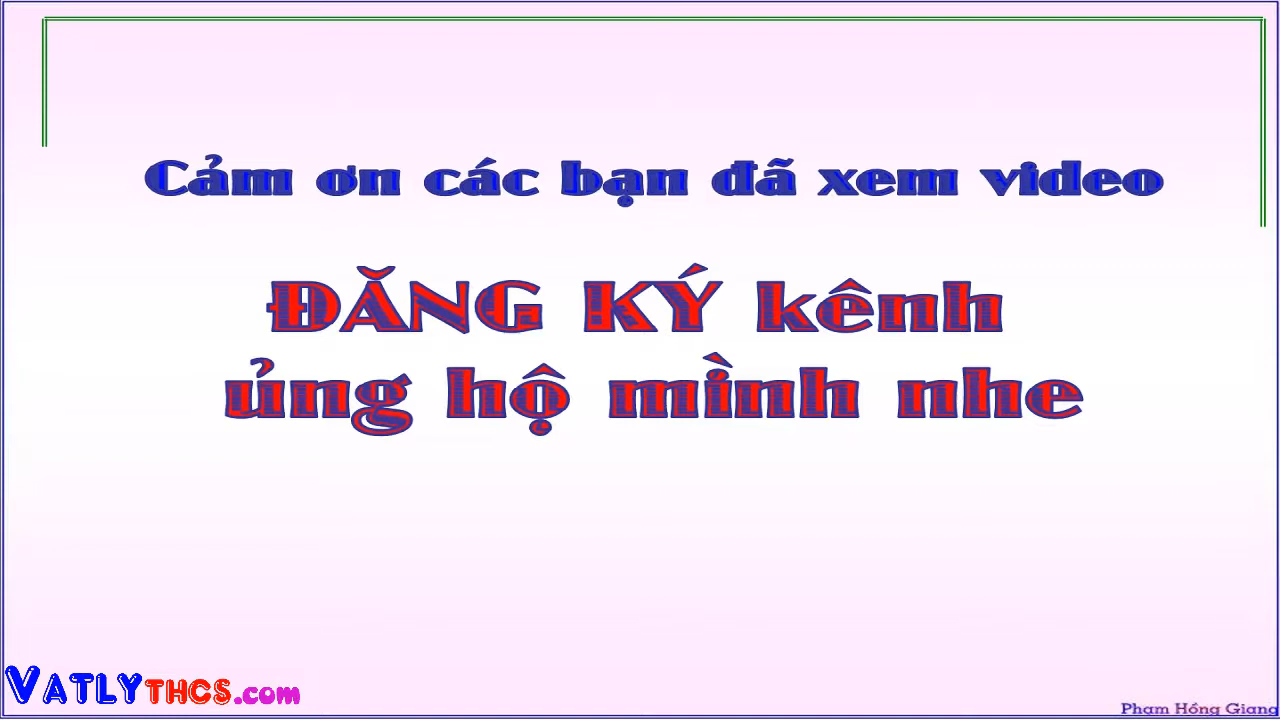 Cảm ơn các bạn đã xem video
ĐĂNG KÝ kênh
ủng hộ mình nhe
VATLYTHCS.com
Phạm Hồng Giang